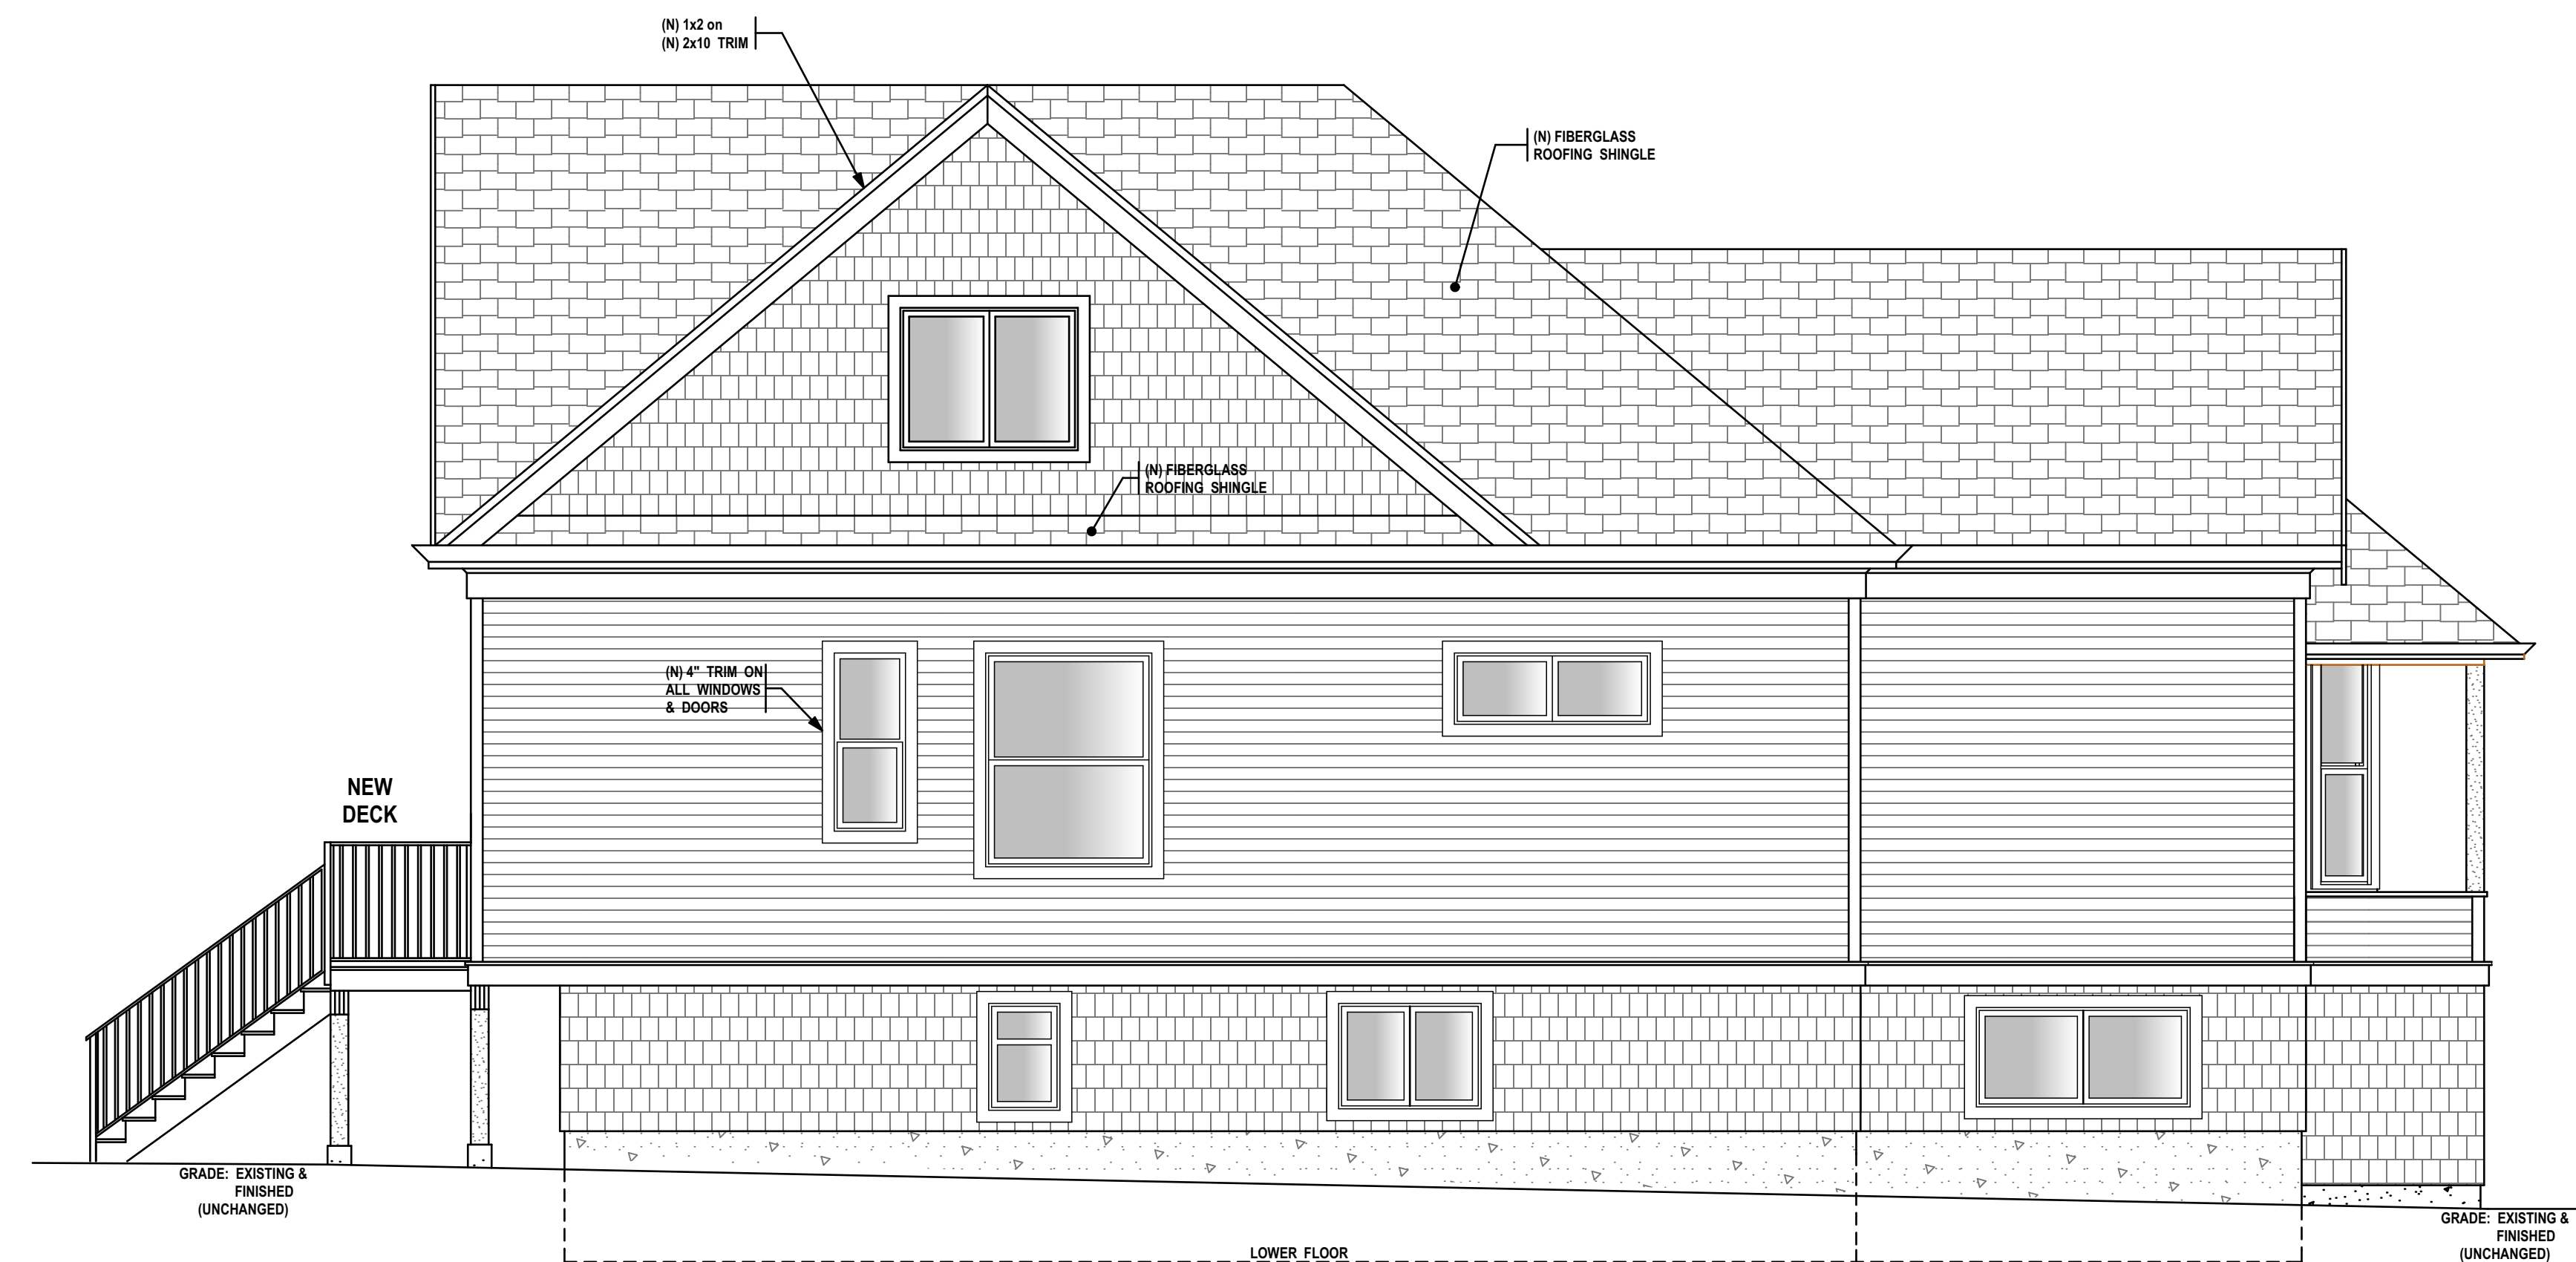 (N) 1x2 on
(N) 2x10 TRIM
(N) FIBERGLASS
ROOFING SHINGLE
(N) FIBERGLASS
ROOFING SHINGLE
(N) 4" TRIM ON
ALL WINDOWS
& DOORS
NEW
DECK
GRADE: EXISTING &
FINISHED
(UNCHANGED)
GRADE: EXISTING &
FINISHED
(UNCHANGED)
LOWER FLOOR